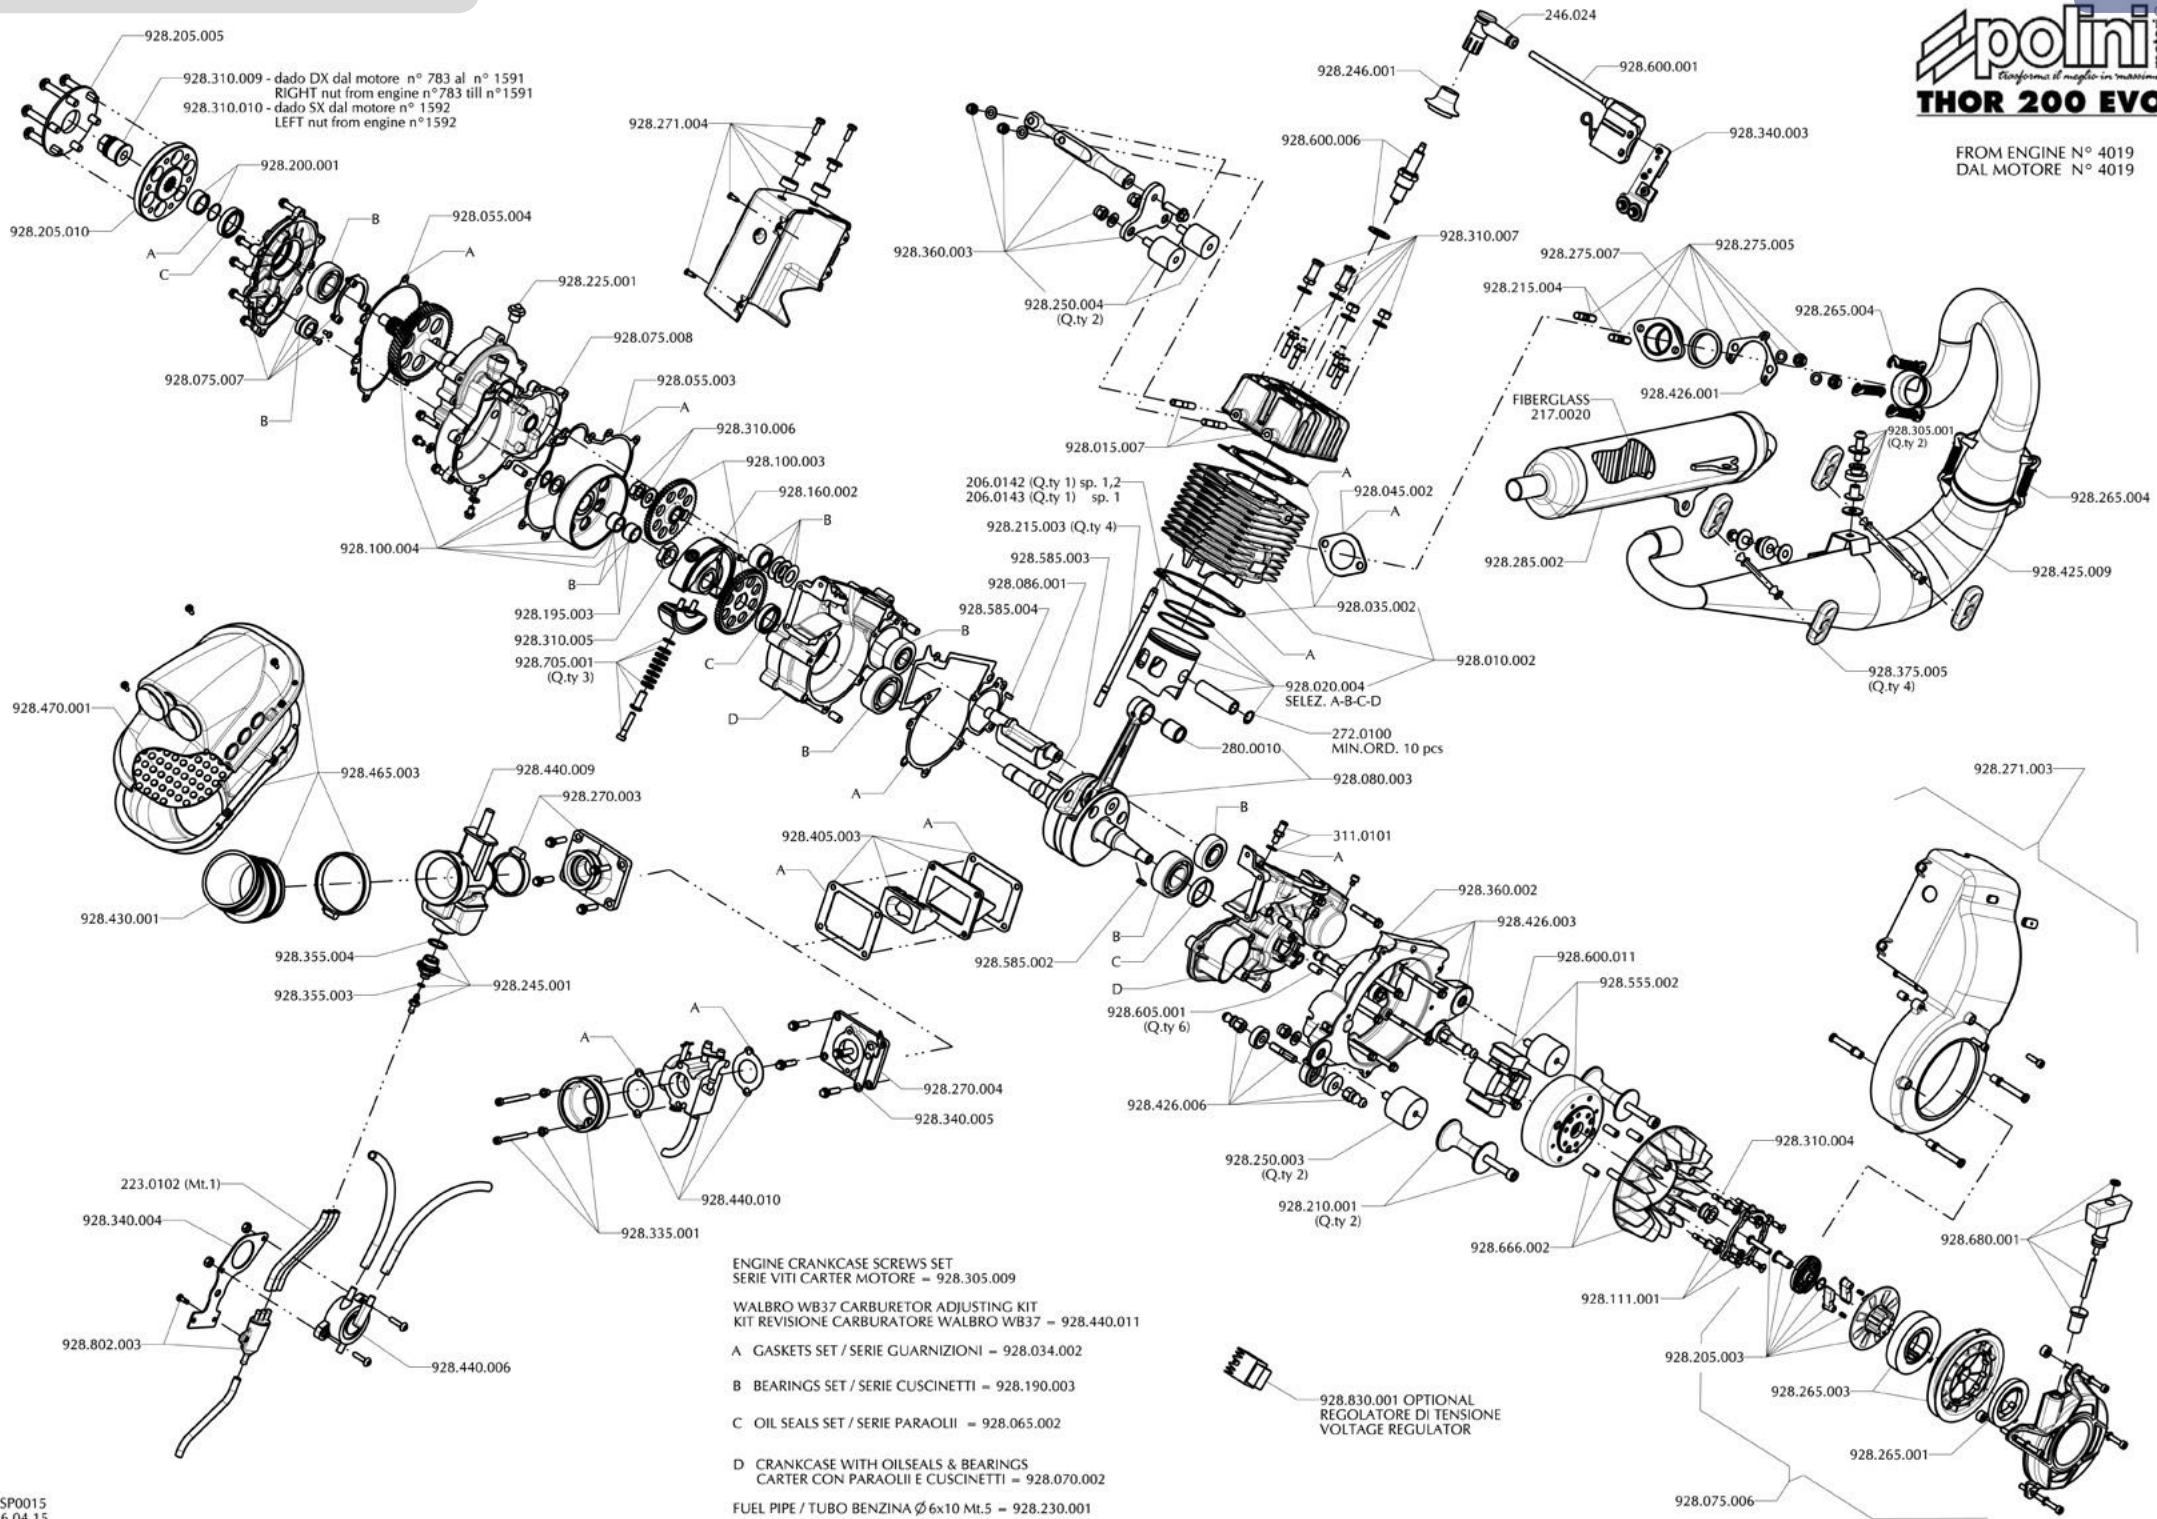 polini
THOR 200 EVO
FROM ENGINE N° 4019
DAL MOTORE N° 4019
928.205.005
928.310.009 - dado DX dal motore n° 783 al n° 1591
RIGHT nut from engine n°783 till n°1591
928.310.010 - dado SX dal motore n° 1592
LEFT nut from engine n°1592
928.200.001
928.205.010
A
C
B
928.055.004
A
928.225.001
928.075.008
928.075.007
B
928.055.003
A
928.310.006
928.100.003
928.160.002
B
928.100.004
B
928.195.003
928.310.005
928.705.001
(Q.ty 3)
C
D
B
B
A
928.271.004
928.360.003
928.250.004
(Q.ty 2)
246.024
928.246.001
928.600.001
928.600.006
928.340.003
928.310.007
928.275.005
928.275.007
928.215.004
928.265.004
928.426.001
FIBERGLASS
217.0020
928.305.001
(Q.ty 2)
928.265.004
928.285.002
928.425.009
928.375.005
(Q.ty 4)
928.015.007
A
206.0142 (Q.ty 1) sp. 1,2
206.0143 (Q.ty 1) sp. 1
928.045.002
A
928.215.003 (Q.ty 4)
928.585.003
928.086.001
928.585.004
928.035.002
A
928.010.002
928.020.004
SELEZ. A-B-C-D
272.0100
MIN.ORD. 10 pcs
280.0010
928.080.003
928.470.001
928.465.003
928.440.009
928.270.003
928.430.001
928.355.004
928.355.003
928.245.001
928.405.003
A
A
B
311.0101
A
928.360.002
928.426.003
928.585.002
B
C
D
928.605.001
(Q.ty 6)
928.600.011
928.555.002
928.271.003
A
A
928.270.004
928.340.005
928.440.010
928.335.001
928.426.006
928.250.003
(Q.ty 2)
928.210.001
(Q.ty 2)
928.310.004
928.666.002
928.111.001
928.680.001
928.205.003
928.265.003
928.265.001
928.075.006
223.0102 (Mt.1)
928.340.004
928.802.003
928.440.006
ENGINE CRANKCASE SCREWS SET
SERIE VITI CARTER MOTORE = 928.305.009
WALBRO WB37 CARBURETOR ADJUSTING KIT
KIT REVISIONE CARBURATORE WALBRO WB37 = 928.440.011
A GASKETS SET / SERIE GUARNIZIONI = 928.034.002
B BEARINGS SET / SERIE CUSCINETTI = 928.190.003
C OIL SEALS SET / SERIE PARAOLII = 928.065.002
D CRANKCASE WITH OILSEALS & BEARINGS
CARTER CON PARAOLII E CUSCINETTI = 928.070.002
FUEL PIPE / TUBO BENZINA Ø 6x10 Mt.5 = 928.230.001
928.830.001 OPTIONAL
REGOLATORE DI TENSIONE
VOLTAGE REGULATOR
SP0015
6.04.15